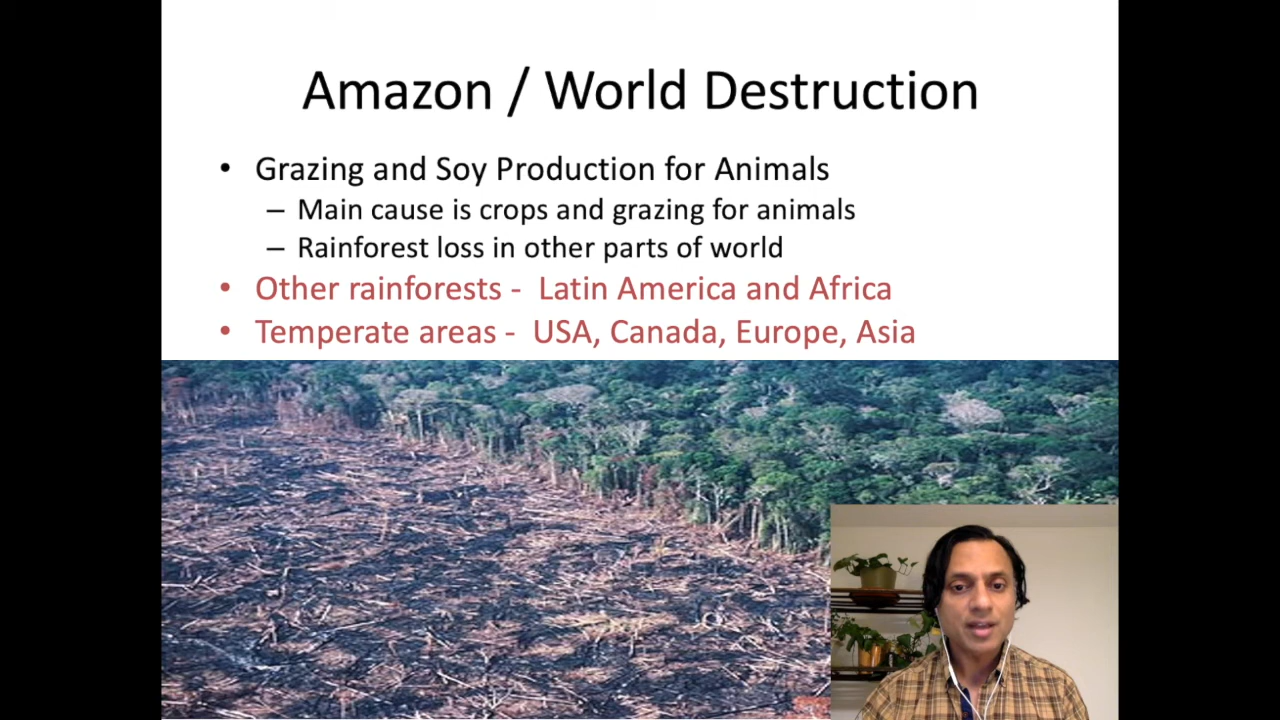 Amazon / World Destruction
• Grazing and Soy Production for Animals
– Main cause is crops and grazing for animals
– Rainforest loss in other parts of world
• Other rainforests - Latin America and Africa
• Temperate areas - USA, Canada, Europe, Asia